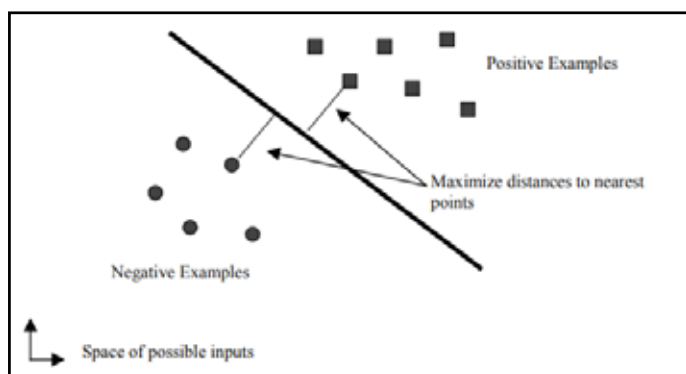 Positive Examples
Maximize distances to nearest
points
Negative Examples
Space of possible inputs